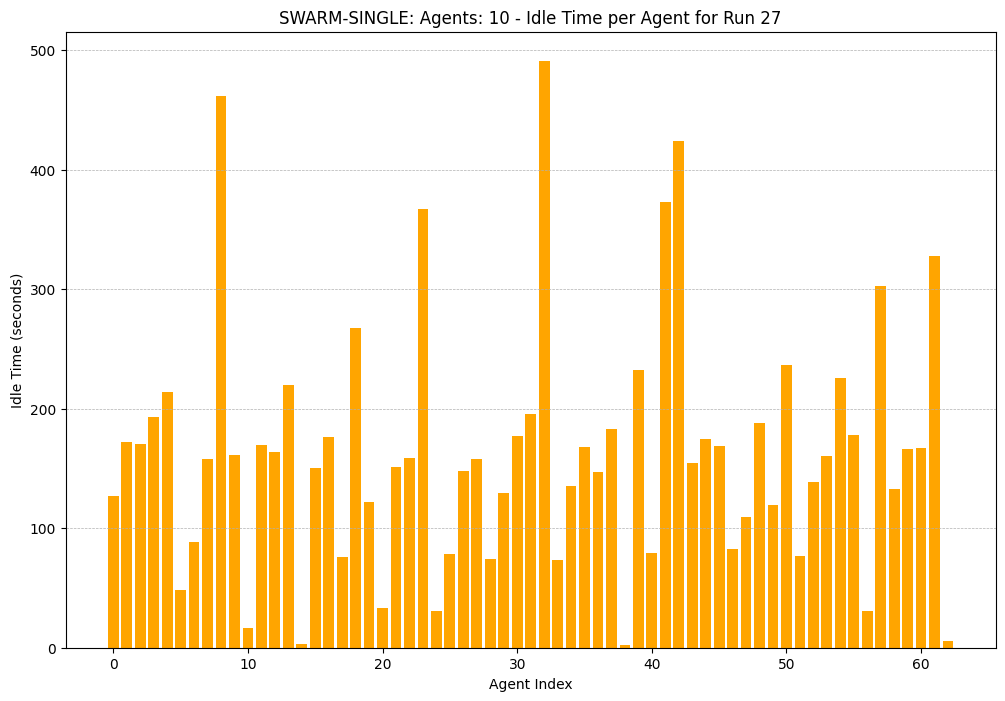 SWARM-SINGLE: Agents: 10 - Idle Time per Agent for Run 27
Idle Time (seconds)
500
400
300
200
100
0
0 10 20 30 40 50 60
Agent Index